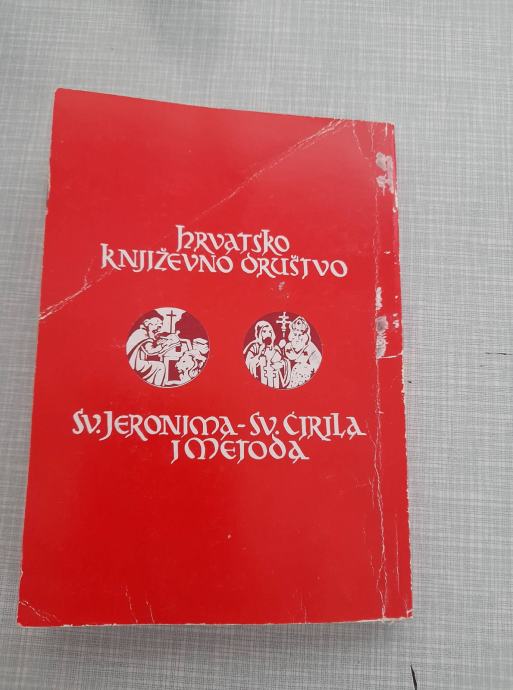 hRVATSKO
KNJIŽEVNO DRUŠTVO
SV. JERONIMA - SV. ĆIRILA
I METODA